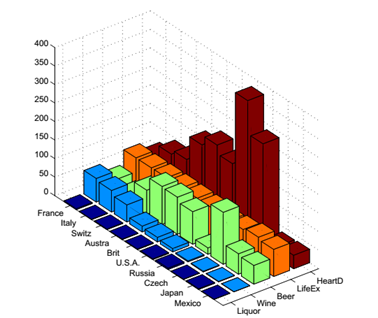 400
350
300
250
200
150
100
50
0
France
Italy
Switz
Austra
Brit
U.S.A.
Russia
Czech
Japan
Mexico
Liquor
Wine
Beer
LifeEx
HeartD